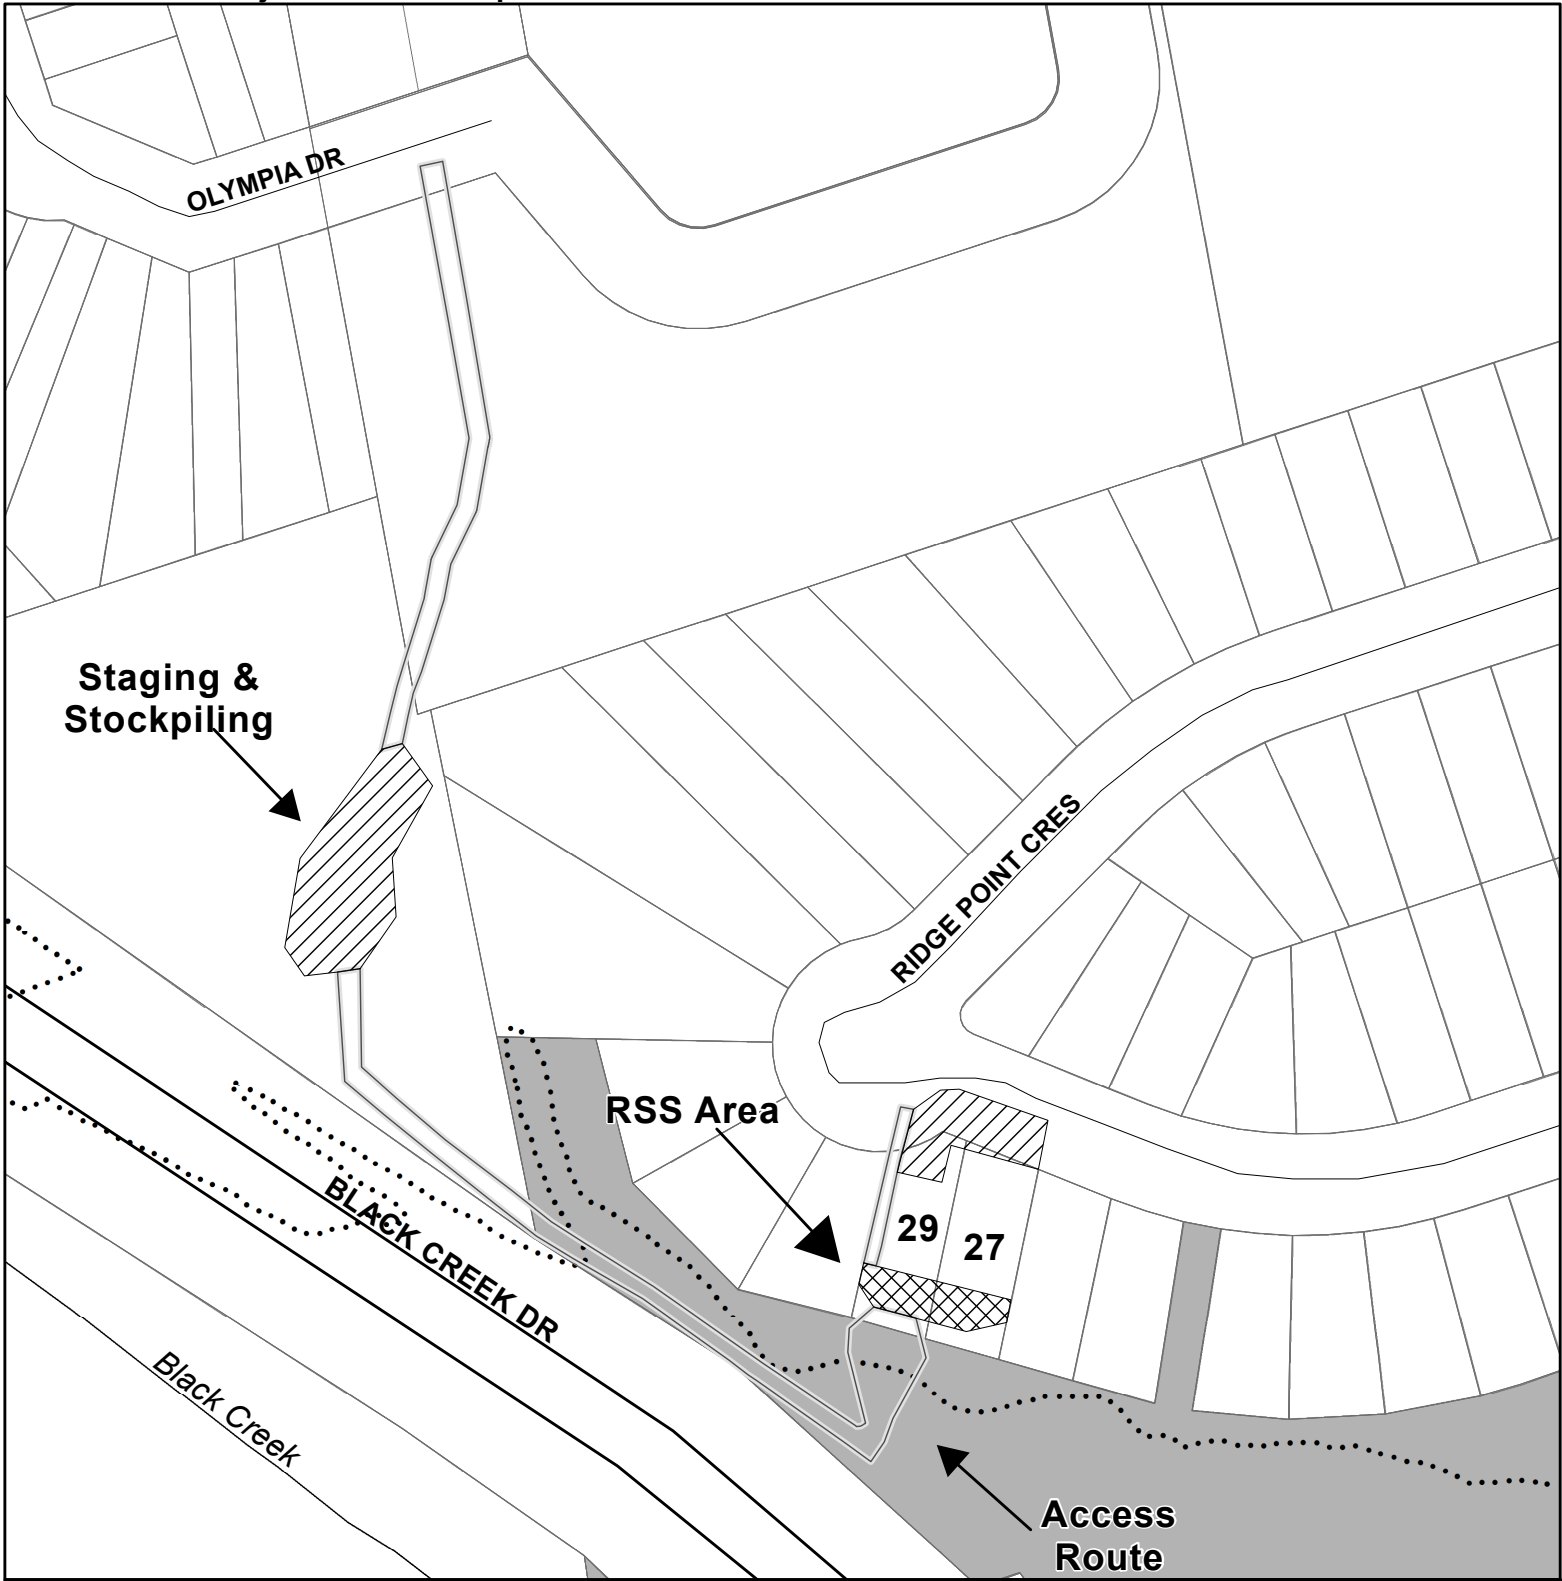 OLYMPIA DR
Staging &
Stockpiling
RIDGE POINT CRES
RSS Area
29
27
BLACK CREEK DR
Black Creek
Access
Route